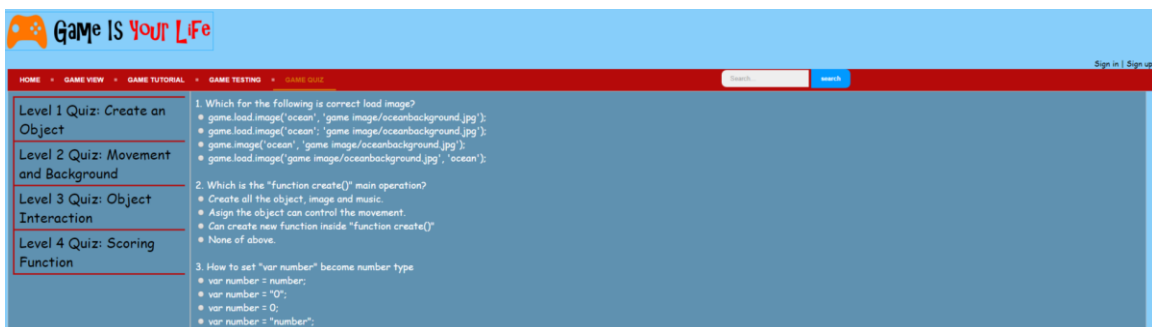 Game Is Your Life
Sign in | Sign up
HOME GAME VIEW GAME TUTORIAL GAME TESTING GAME QUIZ Search... search
Level 1 Quiz: Create an
Object
Level 2 Quiz: Movement
and Background
Level 3 Quiz: Object
Interaction
Level 4 Quiz: Scoring
Function
1. Which for the following is correct load image?
game.load.image('ocean', 'game image/oceanbackground.jpg');
game.load.image('ocean'; 'game image/oceanbackground.jpg');
game.image('ocean', 'game image/oceanbackground.jpg');
game.load.image('game image/oceanbackground.jpg', 'ocean');
2. Which is the "function create()" main operation?
Create all the object, image and music.
Asign the object can control the movement.
Can create new function inside "function create()"
None of above.
3. How to set "var number" become number type
var number = number;
var number = "0";
var number = 0;
var number = "number";